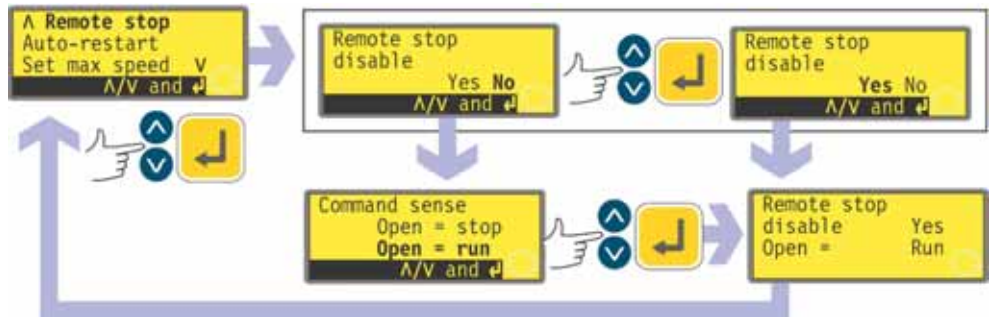 Λ Remote stop
Auto-restart
Set max speed V
Λ/V and ↲
Remote stop
disable
Yes No
Λ/V and ↲
Remote stop
disable
Yes No
Λ/V and ↲
Command sense
Open = stop
Open = run
Λ/V and ↲
Remote stop
disable Yes
Open = Run